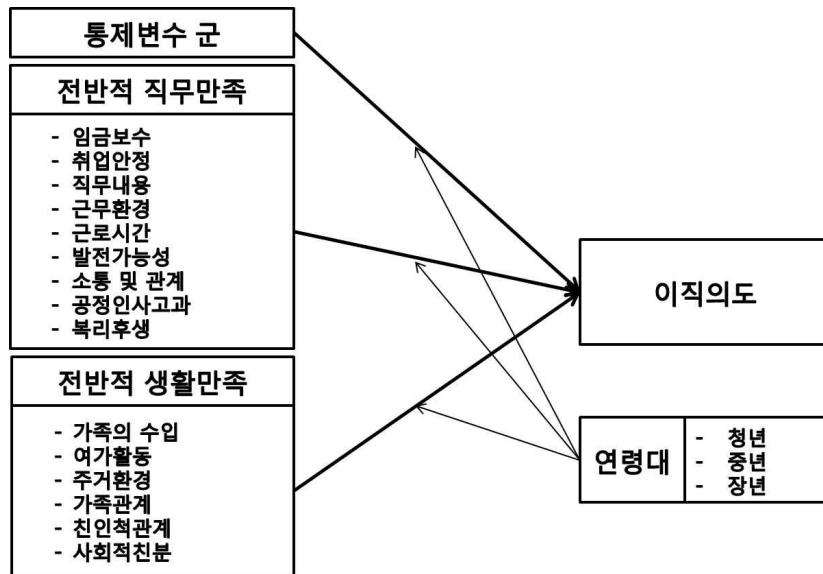 통제변수 군
전반적 직무만족
- 임금보수
- 취업안정
- 직무내용
- 근무환경
- 근로시간
- 발전가능성
- 소통 및 관계
- 공정인사고과
- 복리후생
전반적 생활만족
- 가족의 수입
- 여가활동
- 주거환경
- 가족관계
- 친인척관계
- 사회적친분
이직의도
연령대
- 청년
- 중년
- 장년